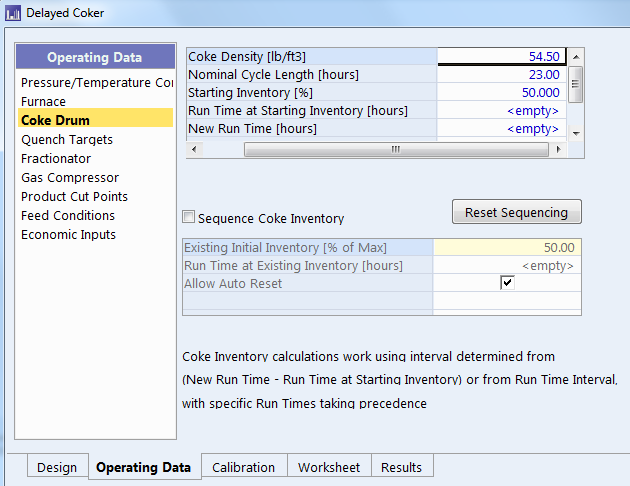 Delayed Coker
Operating Data
Pressure/Temperature Co
Furnace
Coke Drum
Quench Targets
Fractionator
Gas Compressor
Product Cut Points
Feed Conditions
Economic Inputs
Coke Density [lb/ft3] 54.50
Nominal Cycle Length [hours] 23.00
Starting Inventory [%] 50.000
Run Time at Starting Inventory [hours] <empty>
New Run Time [hours] <empty>
Sequence Coke Inventory
Reset Sequencing
Existing Initial Inventory [% of Max] 50.00
Run Time at Existing Inventory [hours] <empty>
Allow Auto Reset
Coke Inventory calculations work using interval determined from
(New Run Time - Run Time at Starting Inventory) or from Run Time Interval,
with specific Run Times taking precedence
Design Operating Data Calibration Worksheet Results